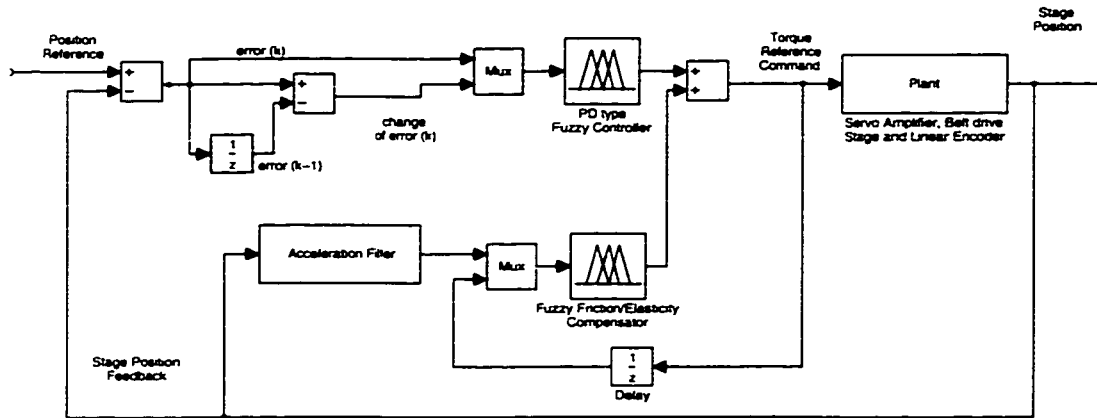 Stage
Position
Position
Reference
error (k)
Torque
Reference
Command
+
−
+
−
Mux
+
+
Plant
PD type
Fuzzy Controller
Servo Amplifier, Belt drive
Stage and Linear Encoder
change
of error (k)
1
z
error (k−1)
Acceleration Filter
Mux
Fuzzy Friction/Elasticity
Compensator
Stage Position
Feedback
1
z
Delay